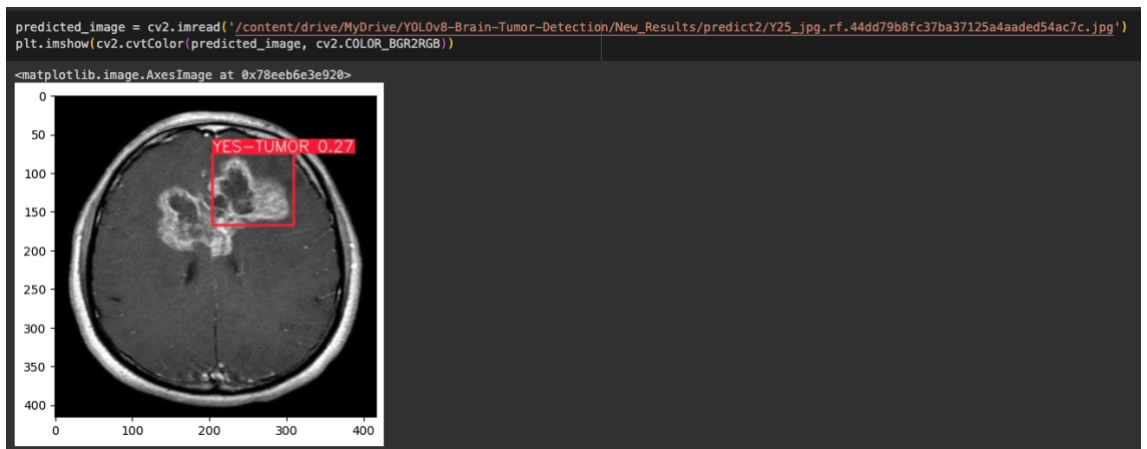 predicted_image = cv2.imread('/content/drive/MyDrive/YOLOv8-Brain-Tumor-Detection/New_Results/predict2/Y25_jpg.rf.44dd79b8fc37ba37125a4aaded54ac7c.jpg')
plt.imshow(cv2.cvtColor(predicted_image, cv2.COLOR_BGR2RGB))
<matplotlib.image.AxesImage at 0x78eeb6e3e920>
0
50
YES-TUMOR 0.27
100
150
200
250
300
350
400
0 100 200 300 400